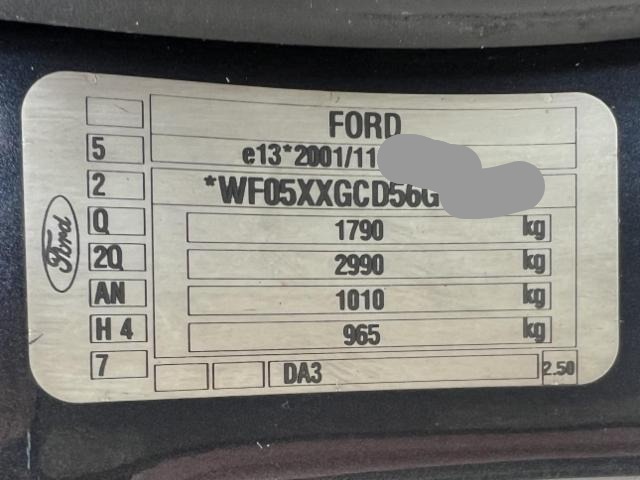 FORD
5 e13*2001/11
2 *WF05XXGCD56G
Q 1790 kg
2Q 2990 kg
AN 1010 kg
H 4 965 kg
7 DA3 2.50
Ford